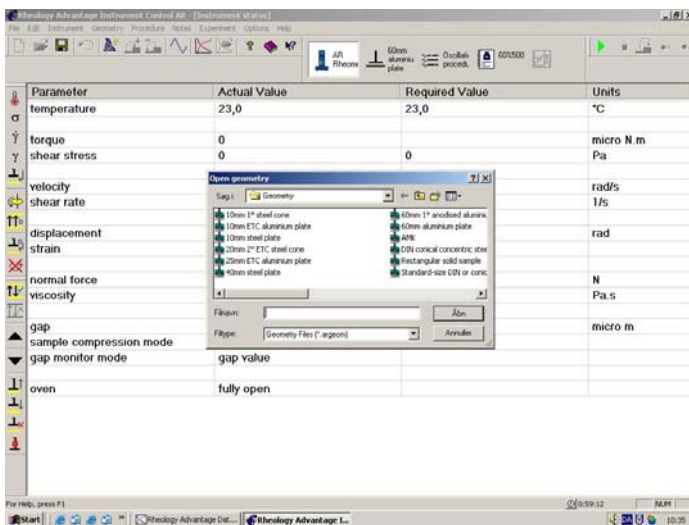 Rheology Advantage Instrument Control AR - [Instrument status]
File Edit Instrument Geometry Procedure Notes Experiment Options Help
AR
Rheome
60mm
aluminiu
plate
Oscillati
procedu.
60\500
Parameter Actual Value Required Value Units
temperature 23,0 23,0 °C
torque 0 micro N.m
shear stress 0 0 Pa
velocity rad/s
shear rate 1/s
displacement rad
strain
normal force N
viscosity Pa.s
gap micro m
sample compression mode
gap monitor mode gap value
oven fully open
Open geometry
Søg i: Geometry
10mm 1* steel cone 60mm 1* anodised alumini
10mm ETC aluminium plate 60mm aluminium plate
10mm steel plate AMK
20mm 2* ETC steel cone DIN conical concentric stee
25mm ETC aluminium plate Rectangular solid sample
40mm steel plate Standard-size DIN or conic
Filnavn: Åbn
Filtype: Geometry Files (*.argeom) Annuller
For Help, press F1 0:59:12 NUM
Start Rheology Advantage Dat... Rheology Advantage I... DA 10:35